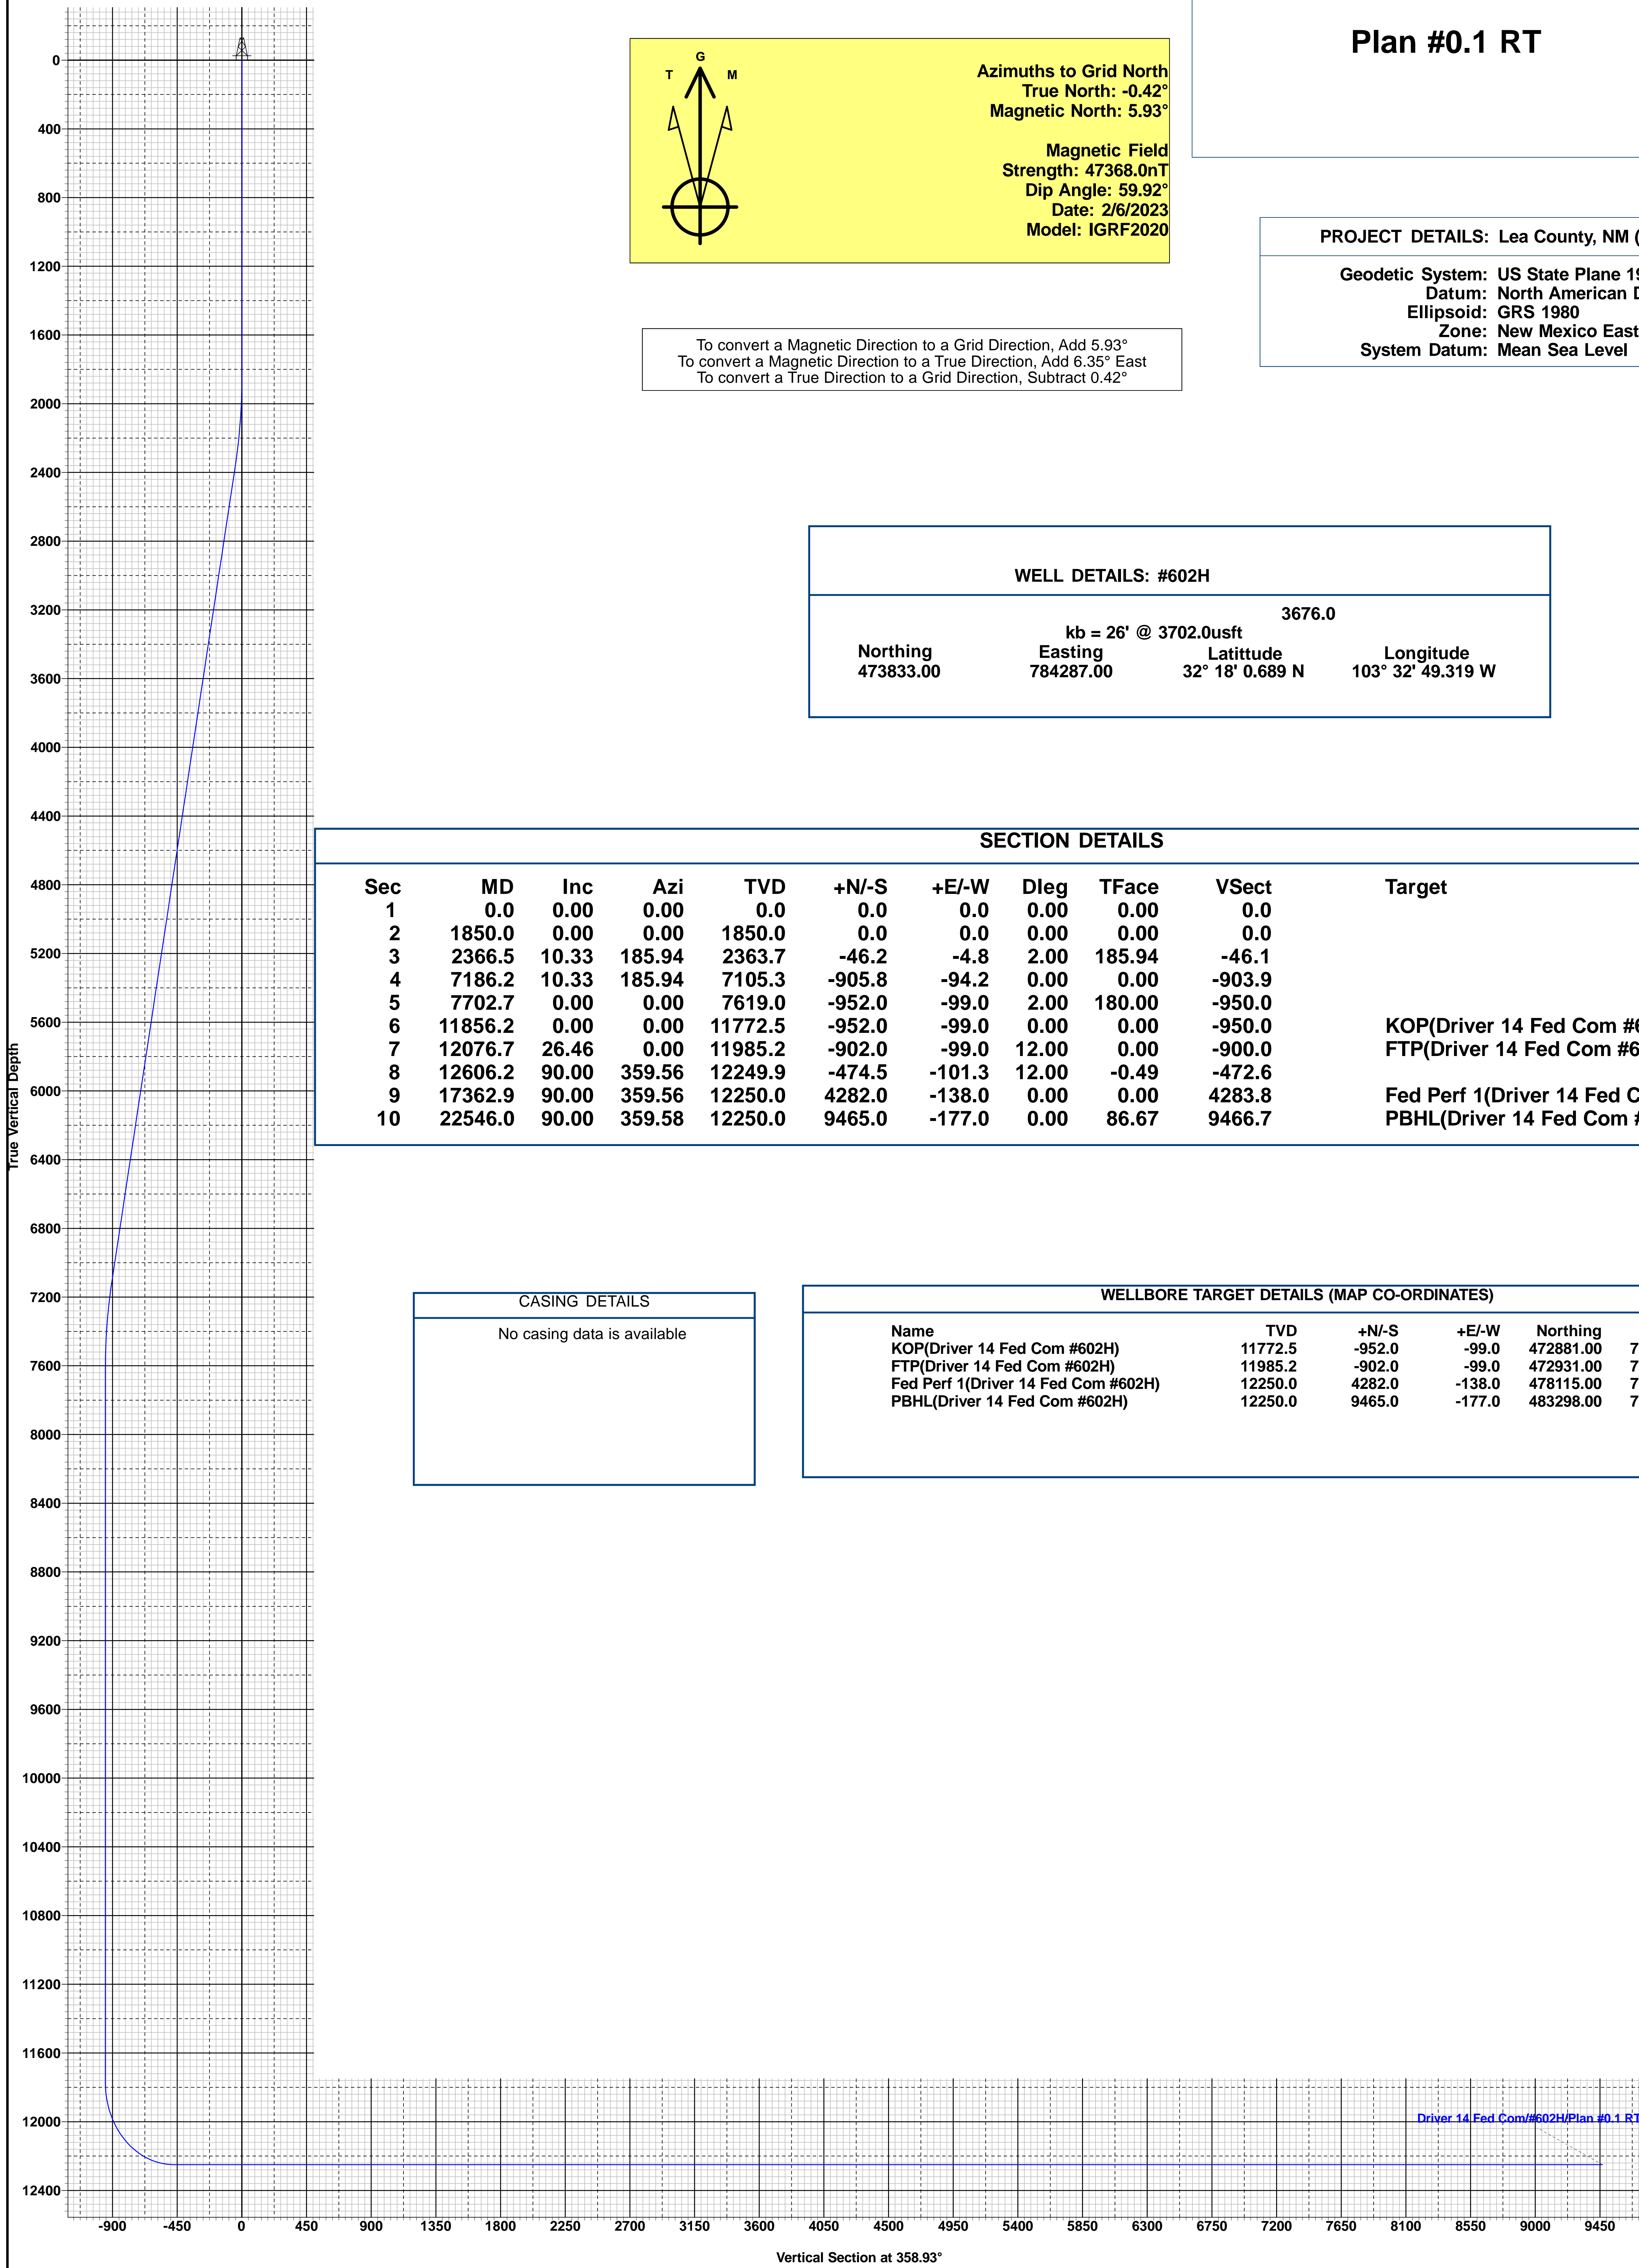 Plan #0.1 RT
G
T M
Azimuths to Grid North
True North: -0.42°
Magnetic North: 5.93°
Magnetic Field
Strength: 47368.0nT
Dip Angle: 59.92°
Date: 2/6/2023
Model: IGRF2020
PROJECT DETAILS: Lea County, NM (
Geodetic System: US State Plane 19
Datum: North American D
Ellipsoid: GRS 1980
Zone: New Mexico East
System Datum: Mean Sea Level
To convert a Magnetic Direction to a Grid Direction, Add 5.93°
To convert a Magnetic Direction to a True Direction, Add 6.35° East
To convert a True Direction to a Grid Direction, Subtract 0.42°
WELL DETAILS: #602H
3676.0
kb = 26' @ 3702.0usft
Northing Easting Latittude Longitude
473833.00 784287.00 32° 18' 0.689 N 103° 32' 49.319 W
SECTION DETAILS
Sec MD Inc Azi TVD +N/-S +E/-W Dleg TFace VSect Target
1 0.0 0.00 0.00 0.0 0.0 0.0 0.00 0.00 0.0
2 1850.0 0.00 0.00 1850.0 0.0 0.0 0.00 0.00 0.0
3 2366.5 10.33 185.94 2363.7 -46.2 -4.8 2.00 185.94 -46.1
4 7186.2 10.33 185.94 7105.3 -905.8 -94.2 0.00 0.00 -903.9
5 7702.7 0.00 0.00 7619.0 -952.0 -99.0 2.00 180.00 -950.0
6 11856.2 0.00 0.00 11772.5 -952.0 -99.0 0.00 0.00 -950.0 KOP(Driver 14 Fed Com #6
7 12076.7 26.46 0.00 11985.2 -902.0 -99.0 12.00 0.00 -900.0 FTP(Driver 14 Fed Com #6
8 12606.2 90.00 359.56 12249.9 -474.5 -101.3 12.00 -0.49 -472.6
9 17362.9 90.00 359.56 12250.0 4282.0 -138.0 0.00 0.00 4283.8 Fed Perf 1(Driver 14 Fed C
10 22546.0 90.00 359.58 12250.0 9465.0 -177.0 0.00 86.67 9466.7 PBHL(Driver 14 Fed Com #
CASING DETAILS
No casing data is available
WELLBORE TARGET DETAILS (MAP CO-ORDINATES)
Name TVD +N/-S +E/-W Northing
KOP(Driver 14 Fed Com #602H) 11772.5 -952.0 -99.0 472881.00 7
FTP(Driver 14 Fed Com #602H) 11985.2 -902.0 -99.0 472931.00 7
Fed Perf 1(Driver 14 Fed Com #602H) 12250.0 4282.0 -138.0 478115.00 7
PBHL(Driver 14 Fed Com #602H) 12250.0 9465.0 -177.0 483298.00 7
True Vertical Depth
0
400
800
1200
1600
2000
2400
2800
3200
3600
4000
4400
4800
5200
5600
6000
6400
6800
7200
7600
8000
8400
8800
9200
9600
10000
10400
10800
11200
11600
12000
12400
Driver 14 Fed Com/#602H/Plan #0.1 RT
-900 -450 0 450 900 1350 1800 2250 2700 3150 3600 4050 4500 4950 5400 5850 6300 6750 7200 7650 8100 8550 9000 9450
Vertical Section at 358.93°